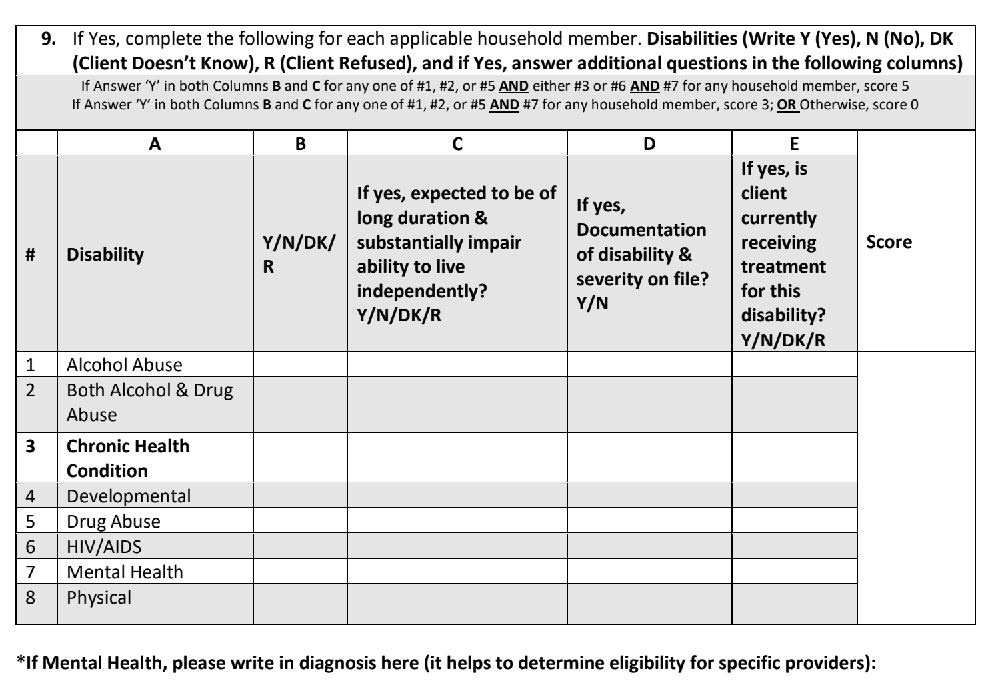 9. If Yes, complete the following for each applicable household member. Disabilities (Write Y (Yes), N (No), DK
(Client Doesn't Know), R (Client Refused), and if Yes, answer additional questions in the following columns)
If Answer 'Y' in both Columns B and C for any one of #1, #2, or #5 AND either #3 or #6 AND #7 for any household member, score 5
If Answer 'Y' in both Columns B and C for any one of #1, #2, or #5 AND #7 for any household member, score 3; OR Otherwise, score 0
A B C D E
#
Disability
Y/N/DK/
R
If yes, expected to be of
long duration &
substantially impair
ability to live
independently?
Y/N/DK/R
If yes,
Documentation
of disability &
severity on file?
Y/N
If yes, is
client
currently
receiving
treatment
for this
disability?
Y/N/DK/R
Score
1 Alcohol Abuse
2 Both Alcohol & Drug
Abuse
3 Chronic Health
Condition
4 Developmental
5 Drug Abuse
6 HIV/AIDS
7 Mental Health
8 Physical
*If Mental Health, please write in diagnosis here (it helps to determine eligibility for specific providers):